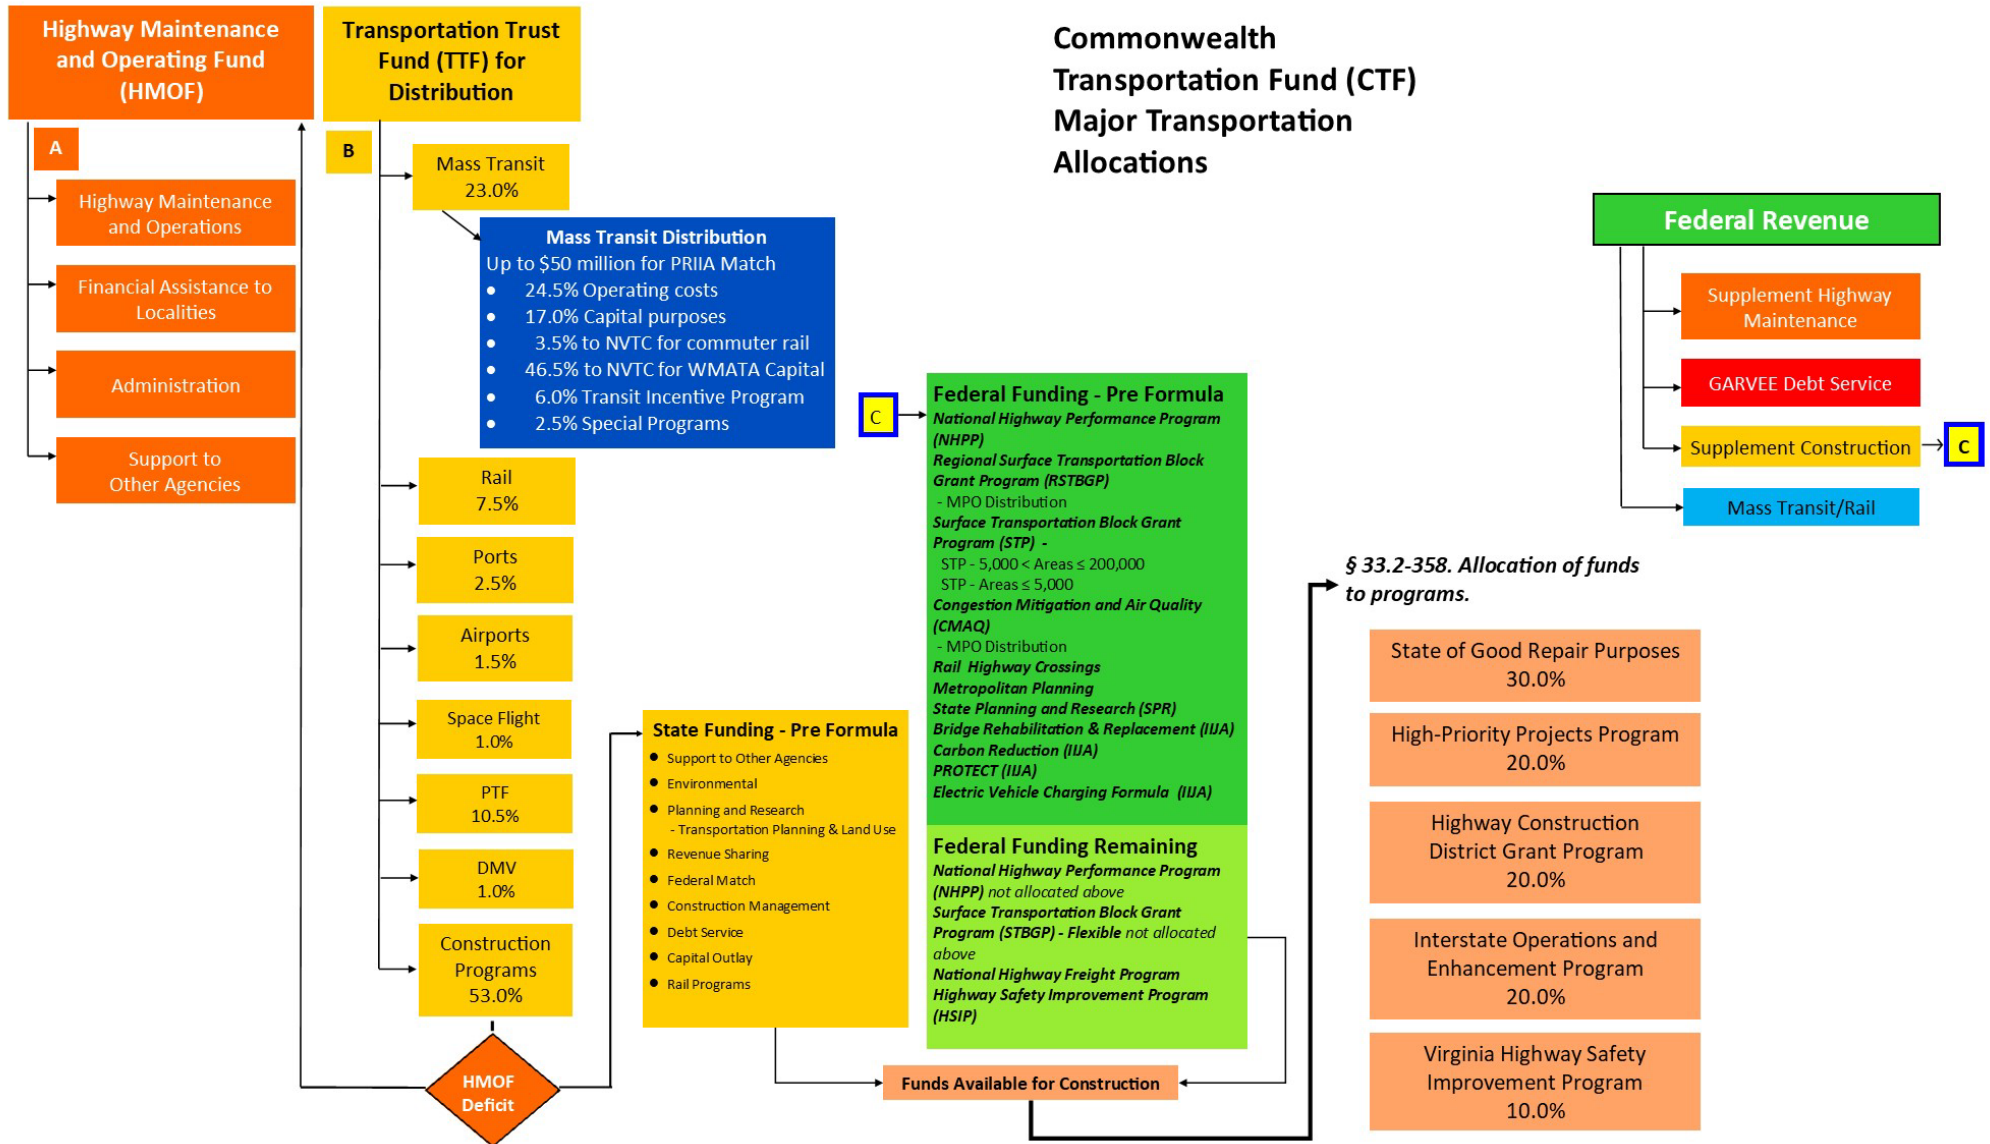 Highway Maintenance
and Operating Fund
(HMOF)
Transportation Trust
Fund (TTF) for
Distribution
Commonwealth
Transportation Fund (CTF)
Major Transportation
Allocations
A
Highway Maintenance
and Operations
Financial Assistance to
Localities
Administration
Support to
Other Agencies
B
Mass Transit
23.0%
Mass Transit Distribution
Up to $50 million for PRIIA Match
• 24.5% Operating costs
• 17.0% Capital purposes
• 3.5% to NVTC for commuter rail
• 46.5% to NVTC for WMATA Capital
• 6.0% Transit Incentive Program
• 2.5% Special Programs
Rail
7.5%
Ports
2.5%
Airports
1.5%
Space Flight
1.0%
PTF
10.5%
DMV
1.0%
Construction
Programs
53.0%
HMOF
Deficit
State Funding - Pre Formula
• Support to Other Agencies
• Environmental
• Planning and Research
- Transportation Planning & Land Use
• Revenue Sharing
• Federal Match
• Construction Management
• Debt Service
• Capital Outlay
• Rail Programs
C
Federal Funding - Pre Formula
National Highway Performance Program
(NHPP)
Regional Surface Transportation Block
Grant Program (RSTBGP)
- MPO Distribution
Surface Transportation Block Grant
Program (STP) -
STP - 5,000 < Areas ≤ 200,000
STP - Areas ≤ 5,000
Congestion Mitigation and Air Quality
(CMAQ)
- MPO Distribution
Rail Highway Crossings
Metropolitan Planning
State Planning and Research (SPR)
Bridge Rehabilitation & Replacement (IIJA)
Carbon Reduction (IIJA)
PROTECT (IIJA)
Electric Vehicle Charging Formula (IIJA)
Federal Funding Remaining
National Highway Performance Program
(NHPP) not allocated above
Surface Transportation Block Grant
Program (STBGP) - Flexible not allocated
above
National Highway Freight Program
Highway Safety Improvement Program
(HSIP)
Funds Available for Construction
Federal Revenue
Supplement Highway
Maintenance
GARVEE Debt Service
Supplement Construction
C
Mass Transit/Rail
§ 33.2-358. Allocation of funds
to programs.
State of Good Repair Purposes
30.0%
High-Priority Projects Program
20.0%
Highway Construction
District Grant Program
20.0%
Interstate Operations and
Enhancement Program
20.0%
Virginia Highway Safety
Improvement Program
10.0%